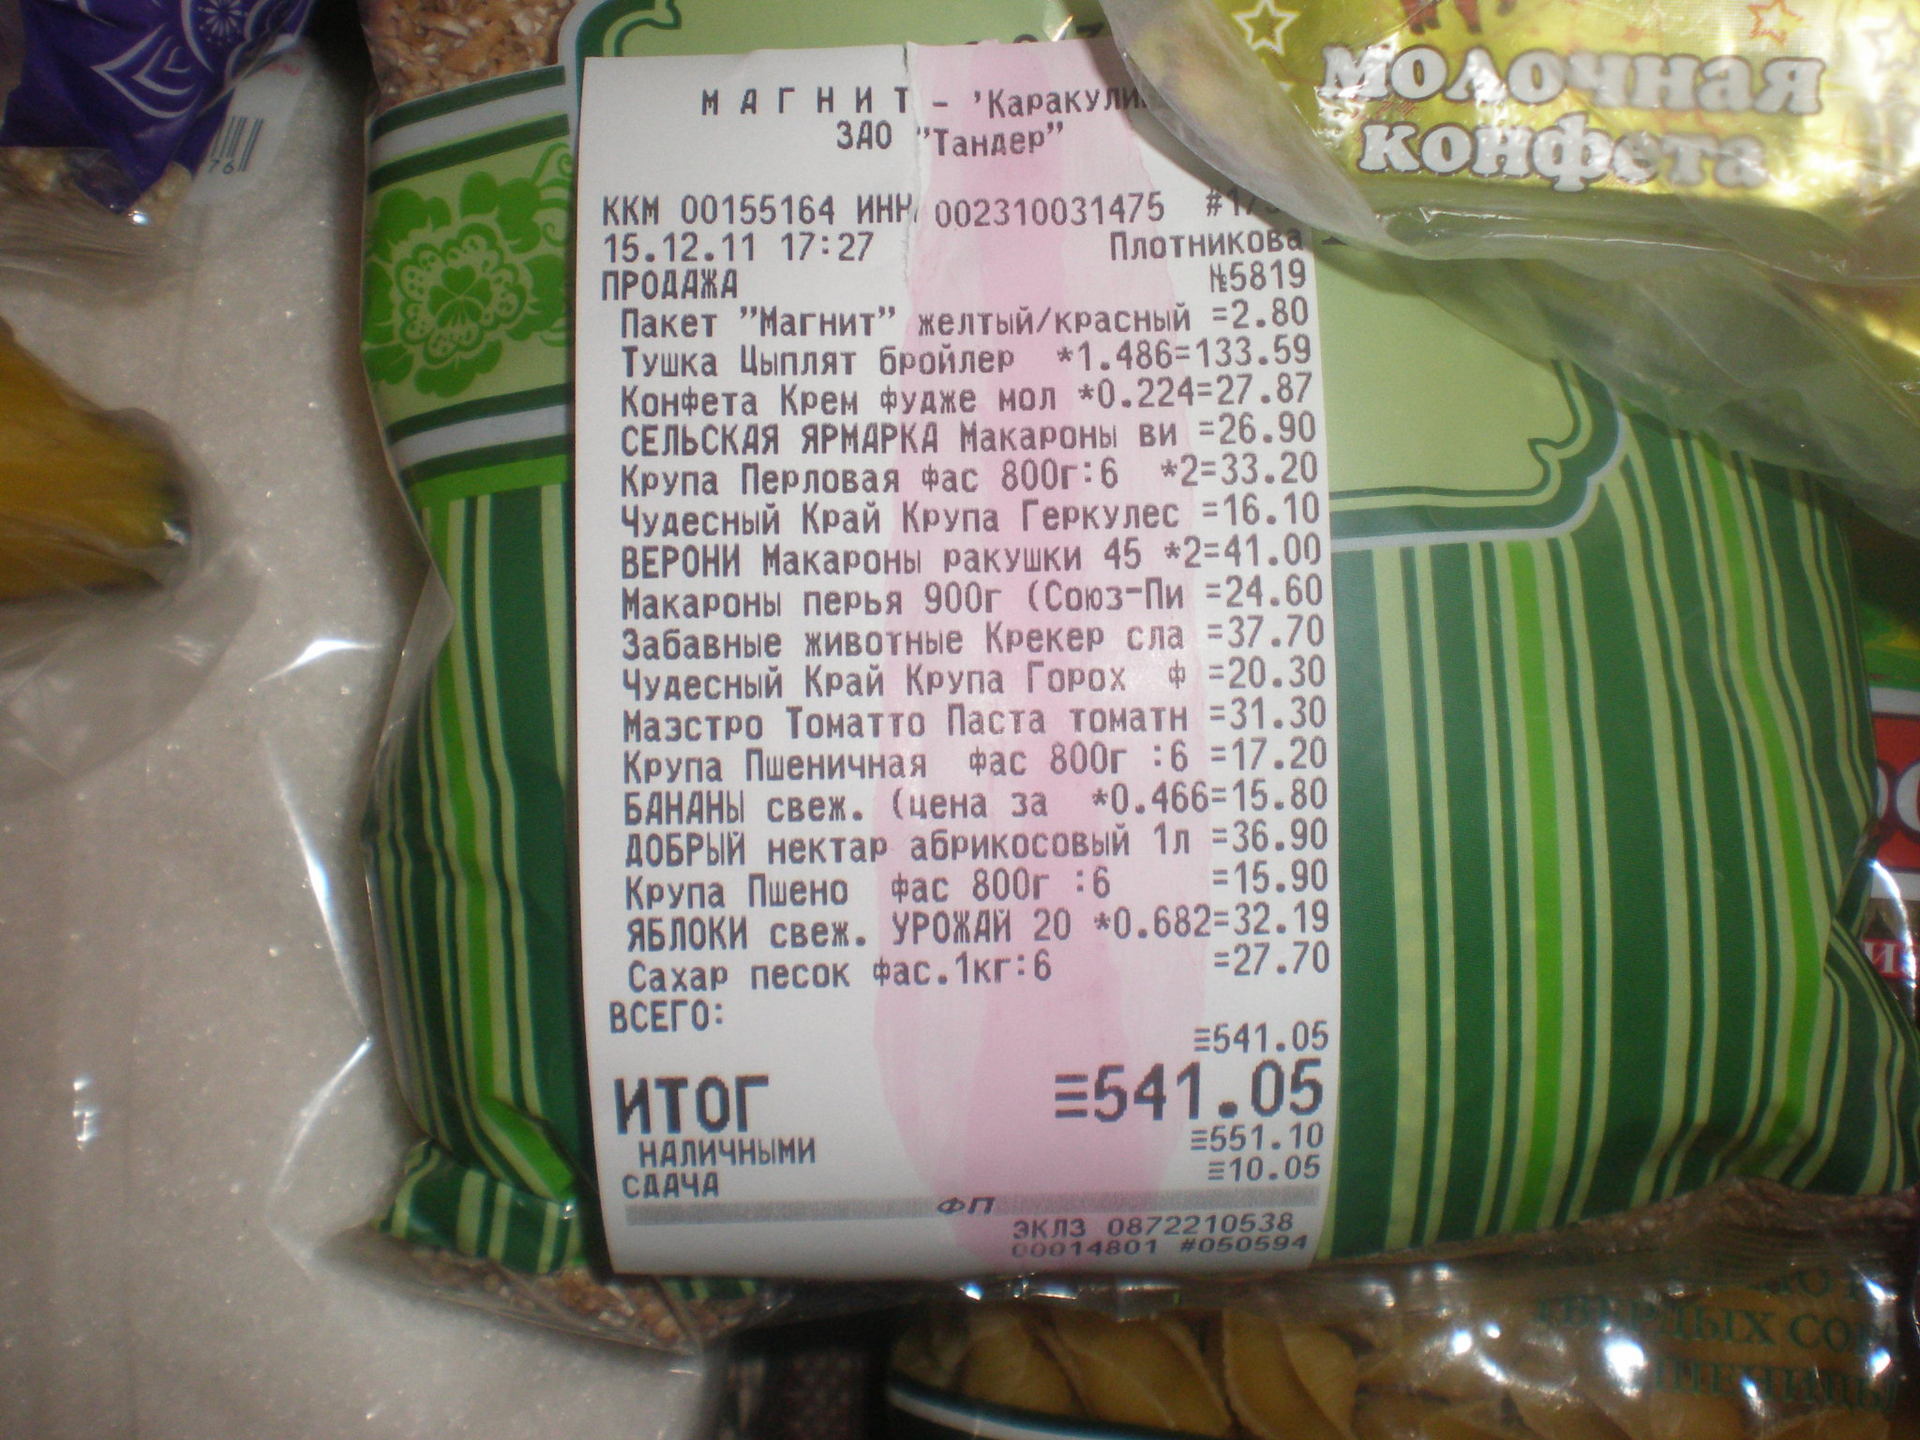 МОЛОЧНАЯ
конфета
МАГНИТ - 'Каракули
ЗАО "Тандер"
ККМ 00155164 ИНН 002310031475
15.12.11 17:27 Плотникова
ПРОДАЖА №5819
Пакет "Магнит" желтый/красный =2.80
Тушка Цыплят бройлер *1.486=133.59
Конфета Крем фудже мол *0.224=27.87
СЕЛЬСКАЯ ЯРМАРКА Макароны ви =26.90
Крупа Перловая фас 800г:6 *2=33.20
Чудесный Край Крупа Геркулес =16.10
ВЕРОНИ Макароны ракушки 45 *2=41.00
Макароны перья 900г (Союз-Пи =24.60
Забавные животные Крекер сла =37.70
Чудесный Край Крупа Горох ф =20.30
Маэстро Томатто Паста томатн =31.30
Крупа Пшеничная фас 800г :6 =17.20
БАНАНЫ свеж. (цена за *0.466=15.80
ДОБРЫЙ нектар абрикосовый 1л =36.90
Крупа Пшено фас 800г :6 =15.90
ЯБЛОКИ свеж. УРОЖАЙ 20 *0.682=32.19
Сахар песок фас.1кг:6 =27.70
ВСЕГО:
≡541.05
ИТОГ ≡541.05
НАЛИЧНЫМИ ≡551.10
СДАЧА ≡10.05
ФП
ЭКЛЗ 0872210538
00014801 #050594